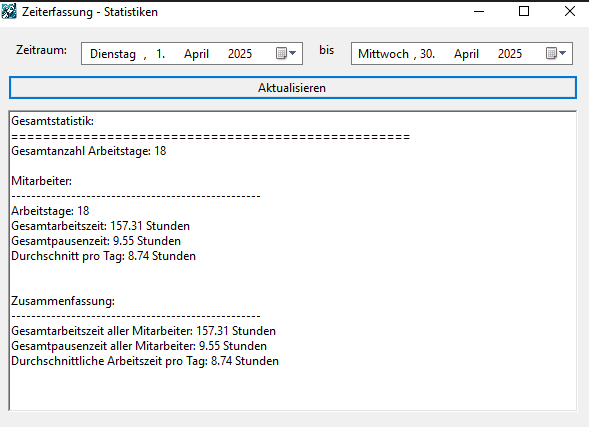 Zeiterfassung - Statistiken
Zeitraum: Dienstag , 1. April 2025 bis Mittwoch , 30. April 2025
Aktualisieren
Gesamtstatistik:
==================================================
Gesamtanzahl Arbeitstage: 18
Mitarbeiter:
--------------------------------------------------
Arbeitstage: 18
Gesamtarbeitszeit: 157.31 Stunden
Gesamtpausenzeit: 9.55 Stunden
Durchschnitt pro Tag: 8.74 Stunden
Zusammenfassung:
--------------------------------------------------
Gesamtarbeitszeit aller Mitarbeiter: 157.31 Stunden
Gesamtpausenzeit aller Mitarbeiter: 9.55 Stunden
Durchschnittliche Arbeitszeit pro Tag: 8.74 Stunden